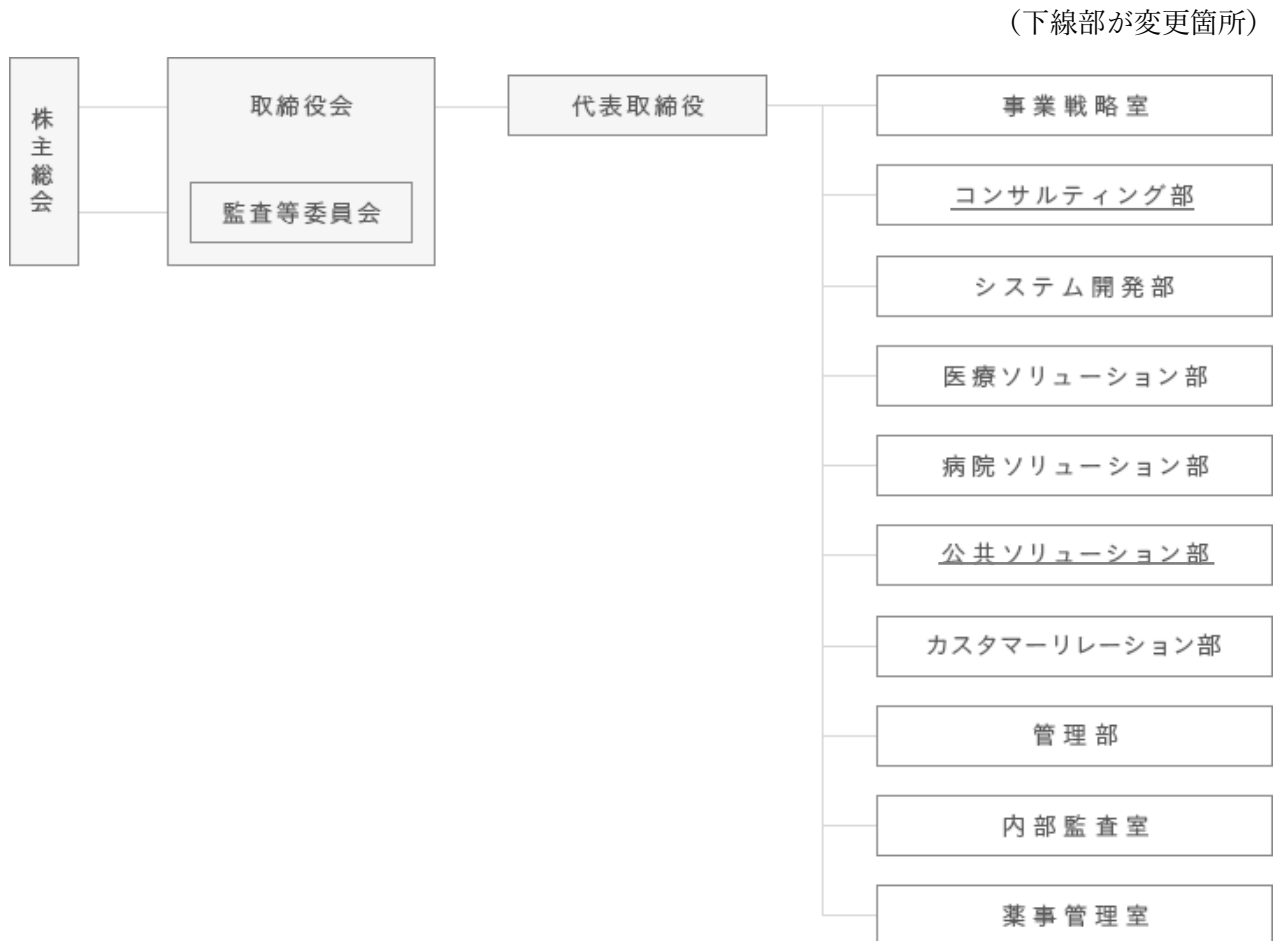 （下線部が変更箇所）
株主総会
取締役会
監査等委員会
代表取締役
事業戦略室
コンサルティング部
システム開発部
医療ソリューション部
病院ソリューション部
公共ソリューション部
カスタマーリレーション部
管理部
内部監査室
薬事管理室